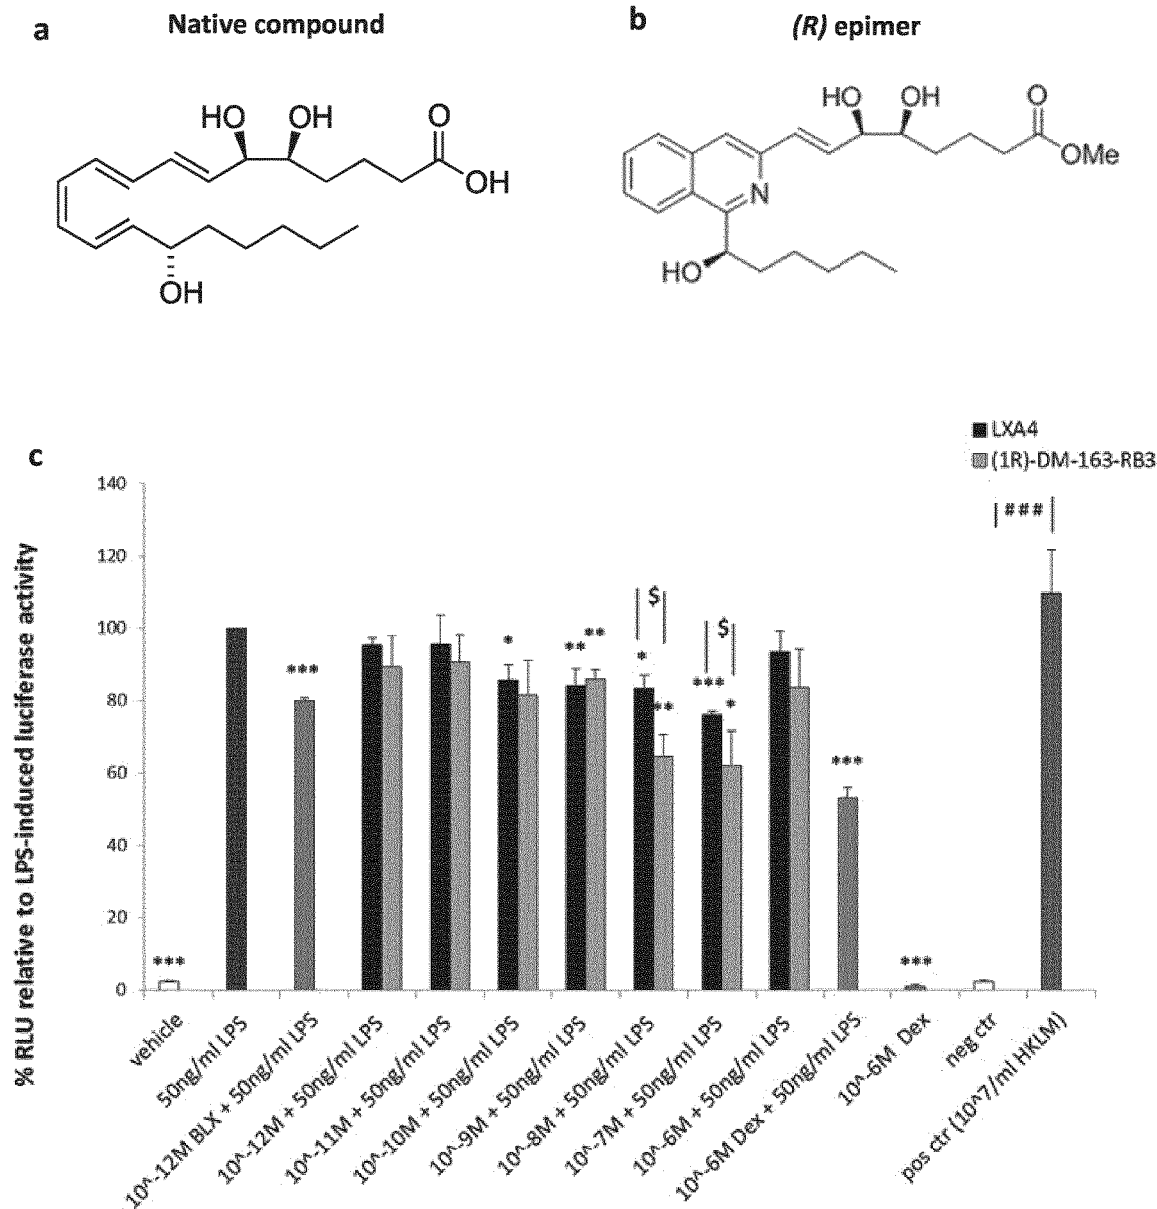 a
Native compound
b
(R) epimer
HO
OH
O
OH
OH
HO
OH
O
OMe
N
HO
LXA4
(1R)-DM-163-RB3
c
% RLU relative to LPS-induced luciferase activity
140
120
100
80
60
40
20
0
***
***
*
**
**
$
*
**
$
***
*
***
***
###
vehicle
50ng/ml LPS
10^-12M BLX + 50ng/ml LPS
10^-12M + 50ng/ml LPS
10^-11M + 50ng/ml LPS
10^-10M + 50ng/ml LPS
10^-9M + 50ng/ml LPS
10^-8M + 50ng/ml LPS
10^-7M + 50ng/ml LPS
10^-6M + 50ng/ml LPS
10^-6M Dex + 50ng/ml LPS
10^-6M Dex
neg ctr
pos ctr (10^7/ml HKLM)